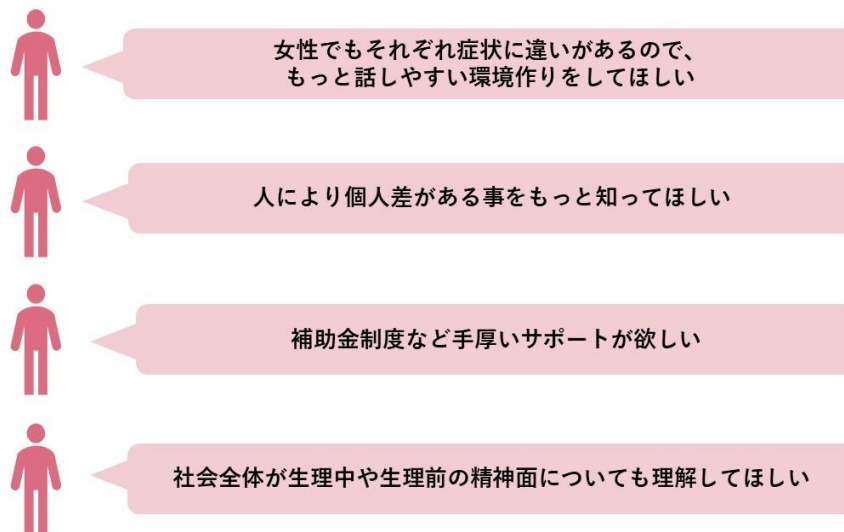 女性でもそれぞれ症状に違いがあるので、
もっと話しやすい環境作りをしてほしい
人により個人差がある事をもっと知ってほしい
補助金制度など手厚いサポートが欲しい
社会全体が生理中や生理前の精神面についても理解してほしい